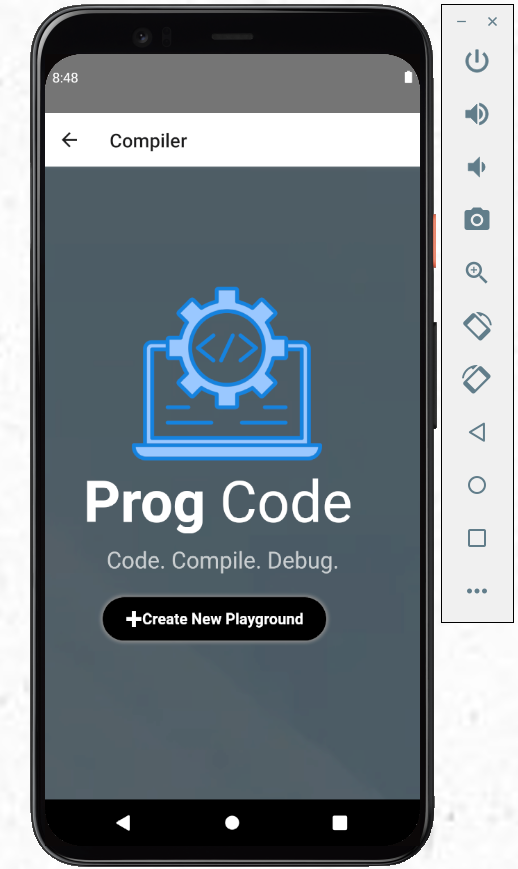 8:48
Compiler
</>
Prog Code
Code. Compile. Debug.
Create New Playground